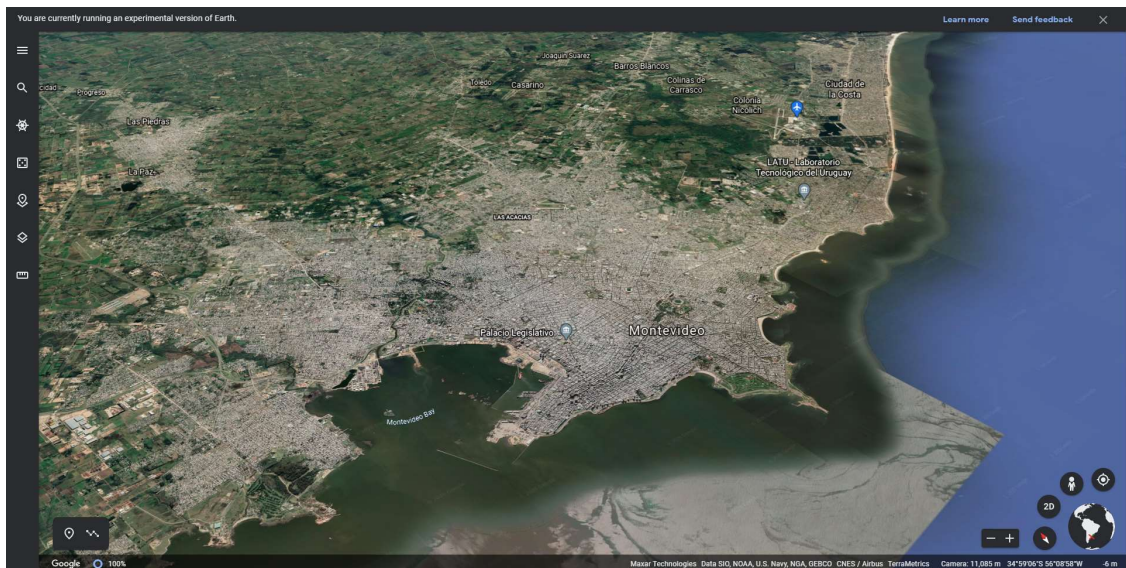 You are currently running an experimental version of Earth.
Learn more
Send feedback
Joaquin Suarez
Barros Blancos
Toledo
Casarino
Colinas de
Carrasco
Ciudad de
la Costa
cidad
Progreso
Colonia
Nicolich
Las Piedras
La Paz
LATU - Laboratorio
Tecnológico del Uruguay
LAS ACACIAS
Palacio Legislativo
Montevideo
Montevideo Bay
2D
Google
100%
Maxar Technologies Data SIO, NOAA, U.S. Navy, NGA, GEBCO CNES / Airbus TerraMetrics
Camera: 11,085 m 34°59'06"S 56°08'58"W
-6 m